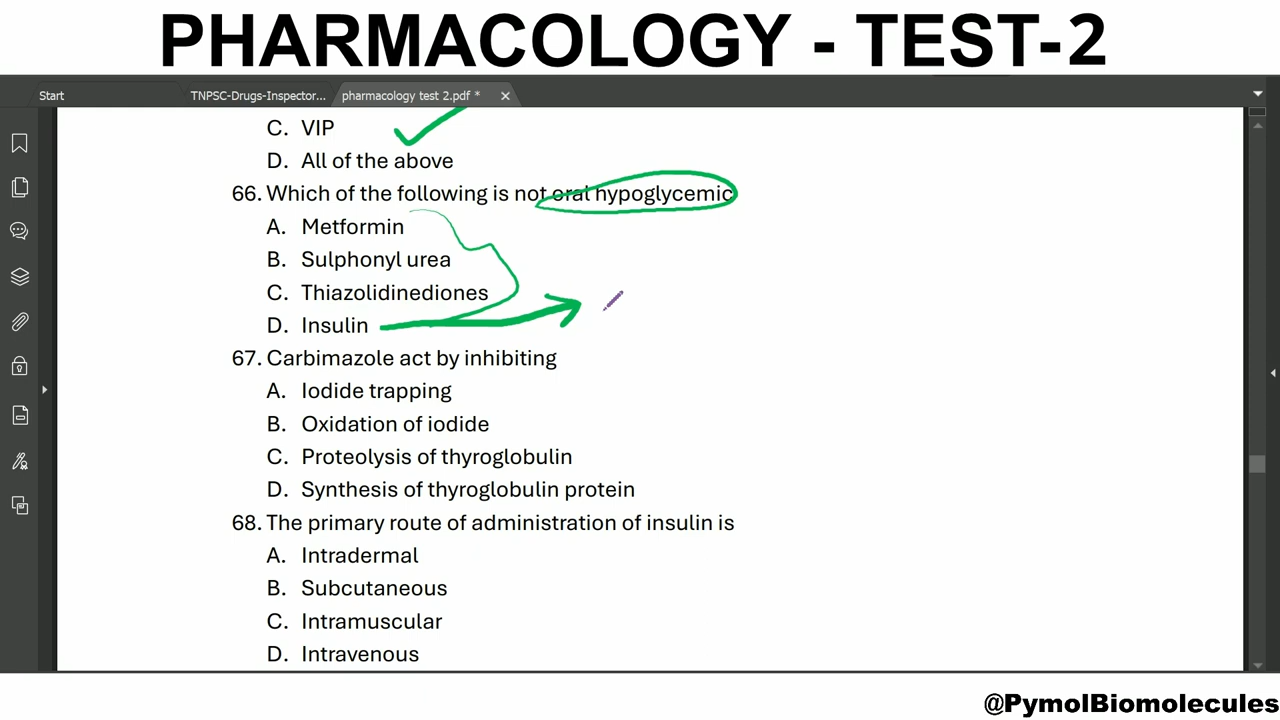 PHARMACOLOGY - TEST-2
Start TNPSC-Drugs-Inspector... pharmacology test 2.pdf *
C. VIP
D. All of the above
66. Which of the following is not oral hypoglycemic
A. Metformin
B. Sulphonyl urea
C. Thiazolidinediones
D. Insulin
67. Carbimazole act by inhibiting
A. Iodide trapping
B. Oxidation of iodide
C. Proteolysis of thyroglobulin
D. Synthesis of thyroglobulin protein
68. The primary route of administration of insulin is
A. Intradermal
B. Subcutaneous
C. Intramuscular
D. Intravenous
@PymolBiomolecules